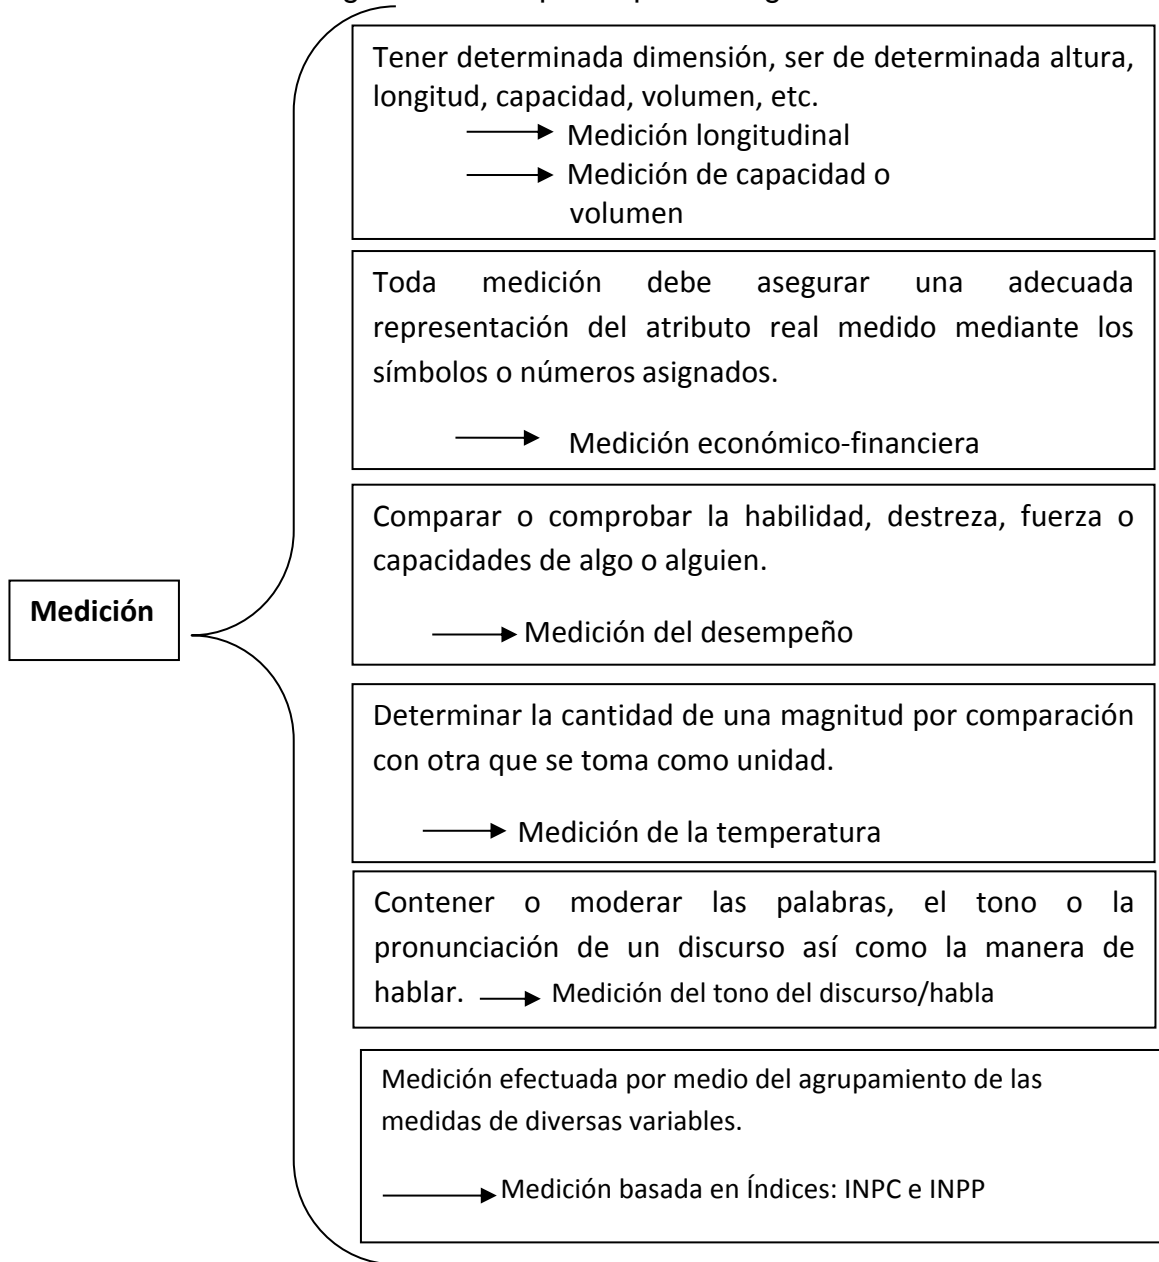 Tener determinada dimensión, ser de determinada altura,
longitud, capacidad, volumen, etc.
Medición longitudinal
Medición de capacidad o
volumen
Toda medición debe asegurar una adecuada
representación del atributo real medido mediante los
símbolos o números asignados.
Medición económico-financiera
Comparar o comprobar la habilidad, destreza, fuerza o
capacidades de algo o alguien.
Medición
Medición del desempeño
Determinar la cantidad de una magnitud por comparación
con otra que se toma como unidad.
Medición de la temperatura
Contener o moderar las palabras, el tono o la
pronunciación de un discurso así como la manera de
hablar. Medición del tono del discurso/habla
Medición efectuada por medio del agrupamiento de las
medidas de diversas variables.
Medición basada en Índices: INPC e INPP